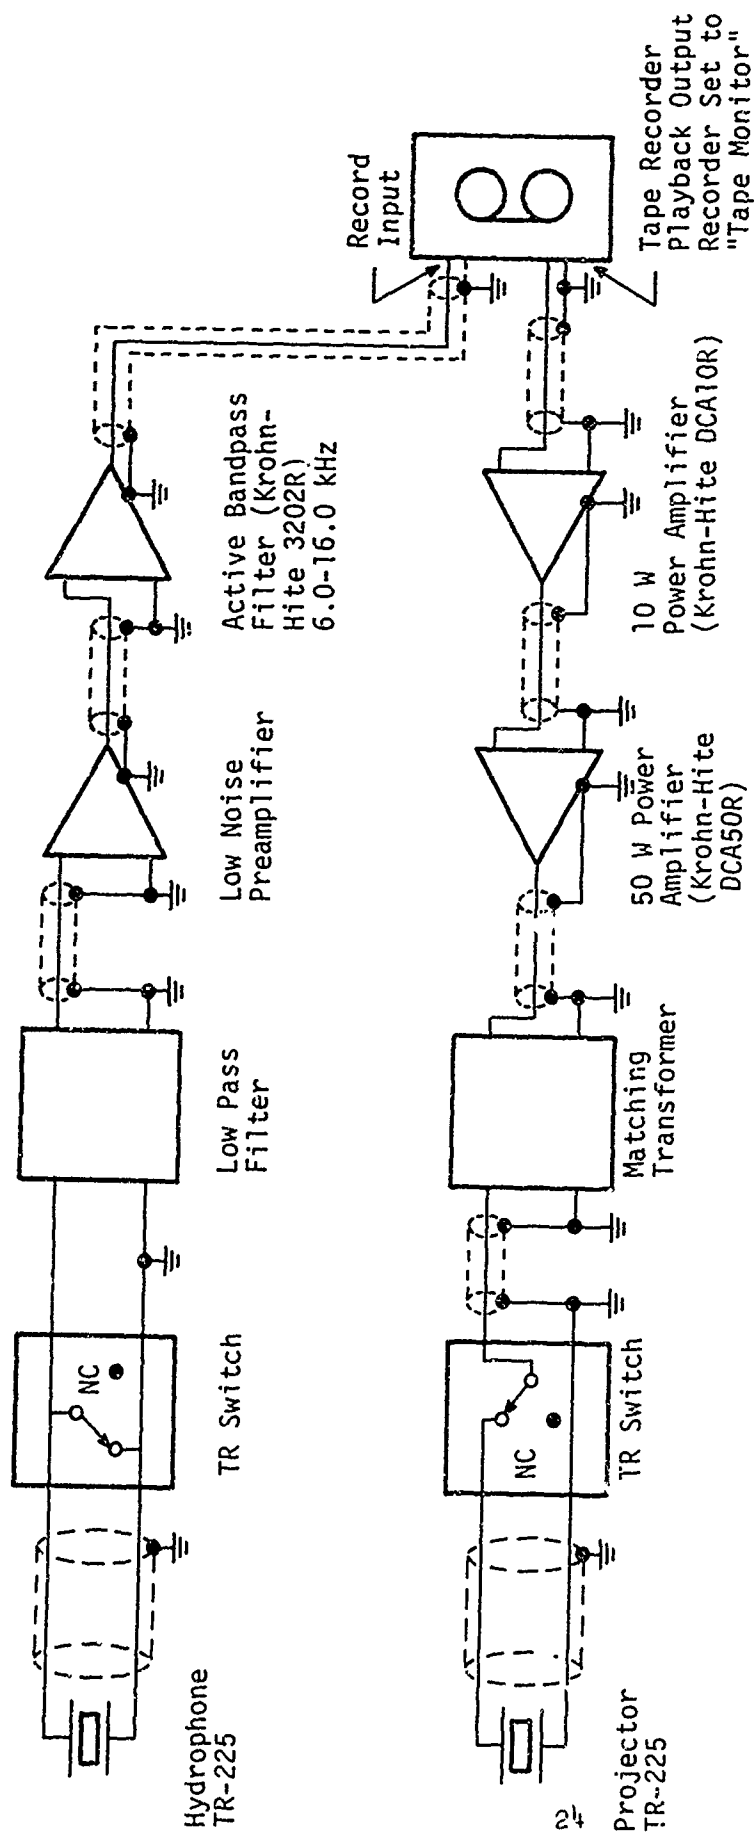 Hydrophone
TR-225
TR Switch
NC
Low Pass
Filter
Low Noise
Preamplifier
Active Bandpass
Filter (Krohn-
Hite 3202R)
6.0-16.0 kHz
Record
Input
Projector
TR-225
TR Switch
NC
Matching
Transformer
50 W Power
Amplifier
(Krohn-Hite
DCA50R)
10 W
Power Amplifier
(Krohn-Hite DCA10R)
Tape Recorder
Playback Output
Recorder Set to
"Tape Monitor"
24